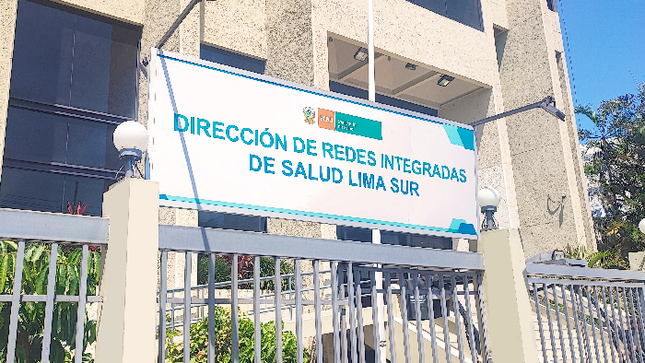 DIRECCIÓN DE REDES INTEGRADAS
DE SALUD LIMA SUR